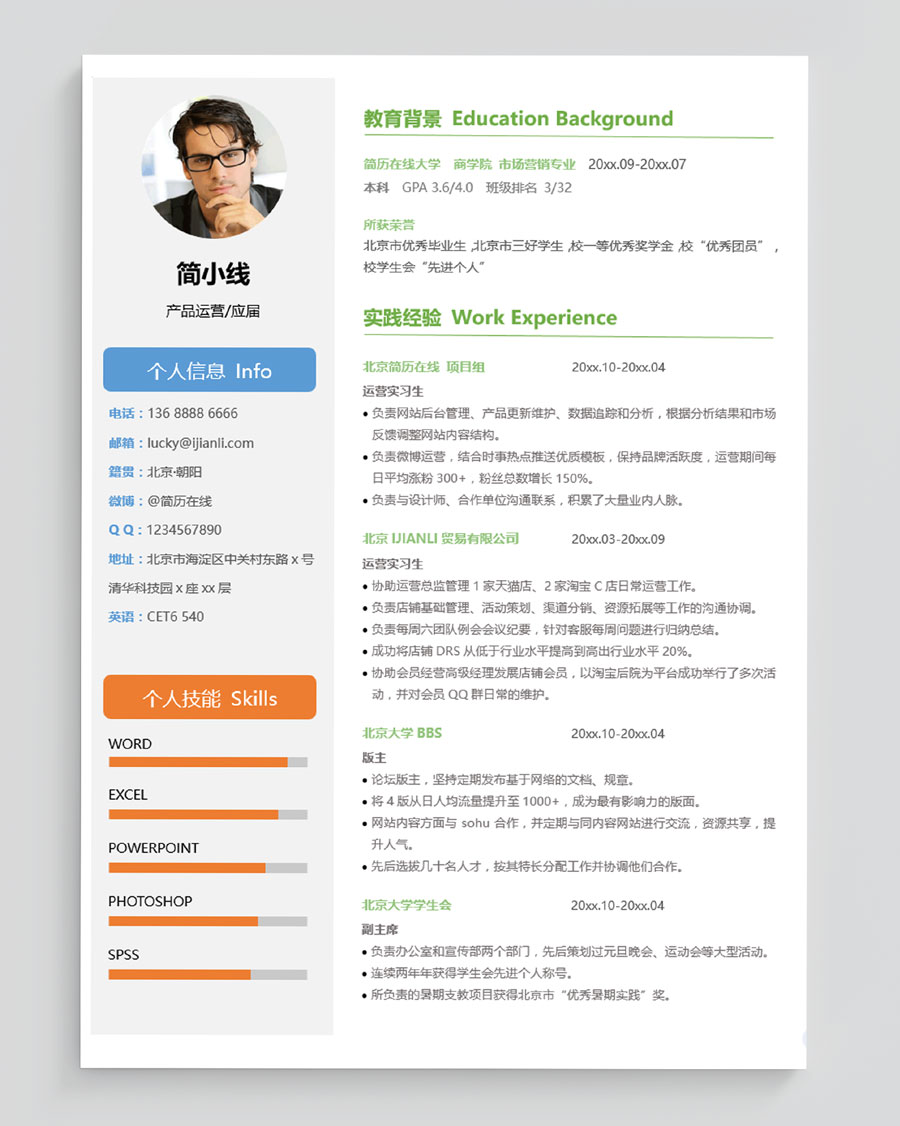 简小线
产品运营/应届
个人信息 Info
电话：136 8888 6666
邮箱：lucky@ijianli.com
籍贯：北京·朝阳
微博：@简历在线
Q Q：1234567890
地址：北京市海淀区中关村东路 x 号
清华科技园 x 座 xx 层
英语：CET6 540
个人技能 Skills
WORD
EXCEL
POWERPOINT
PHOTOSHOP
SPSS
教育背景 Education Background
简历在线大学 商学院 市场营销专业 20xx.09-20xx.07
本科 GPA 3.6/4.0 班级排名 3/32
所获荣誉
北京市优秀毕业生 ,北京市三好学生 ,校一等优秀奖学金 ,校“优秀团员”，
校学生会“先进个人”
实践经验 Work Experience
北京简历在线 项目组 20xx.10-20xx.04
运营实习生
• 负责网站后台管理、产品更新维护、数据追踪和分析，根据分析结果和市场
反馈调整网站内容结构。
• 负责微博运营，结合时事热点推送优质模板，保持品牌活跃度，运营期间每
日平均涨粉 300+，粉丝总数增长 150%。
• 负责与设计师、合作单位沟通联系，积累了大量业内人脉。
北京 IJIANLI 贸易有限公司 20xx.03-20xx.09
运营实习生
• 协助运营总监管理 1 家天猫店、2 家淘宝 C 店日常运营工作。
• 负责店铺基础管理、活动策划、渠道分销、资源拓展等工作的沟通协调。
• 负责每周六团队例会会议纪要，针对客服每周问题进行归纳总结。
• 成功将店铺 DRS 从低于行业水平提高到高出行业水平 20%。
• 协助会员经营高级经理发展店铺会员，以淘宝后院为平台成功举行了多次活
动，并对会员 QQ 群日常的维护。
北京大学 BBS 20xx.10-20xx.04
版主
• 论坛版主，坚持定期发布基于网络的文档、规章。
• 将 4 版从日人均流量提升至 1000+，成为最有影响力的版面。
• 网站内容方面与 sohu 合作，并定期与同内容网站进行交流，资源共享，提
升人气。
• 先后选拔几十名人才，按其特长分配工作并协调他们合作。
北京大学学生会 20xx.10-20xx.04
副主席
• 负责办公室和宣传部两个部门，先后策划过元旦晚会、运动会等大型活动。
• 连续两年年获得学生会先进个人称号。
• 所负责的暑期支教项目获得北京市“优秀暑期实践”奖。